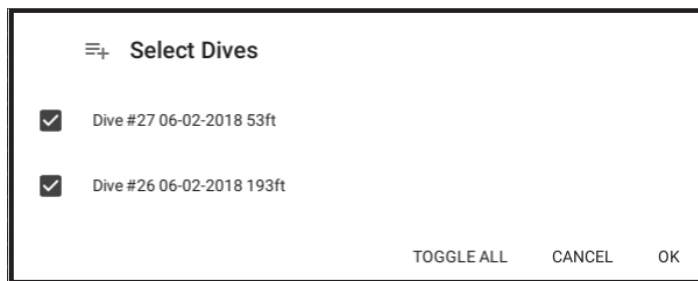 Select Dives
Dive #27 06-02-2018 53ft
Dive #26 06-02-2018 193ft
TOGGLE ALL CANCEL OK